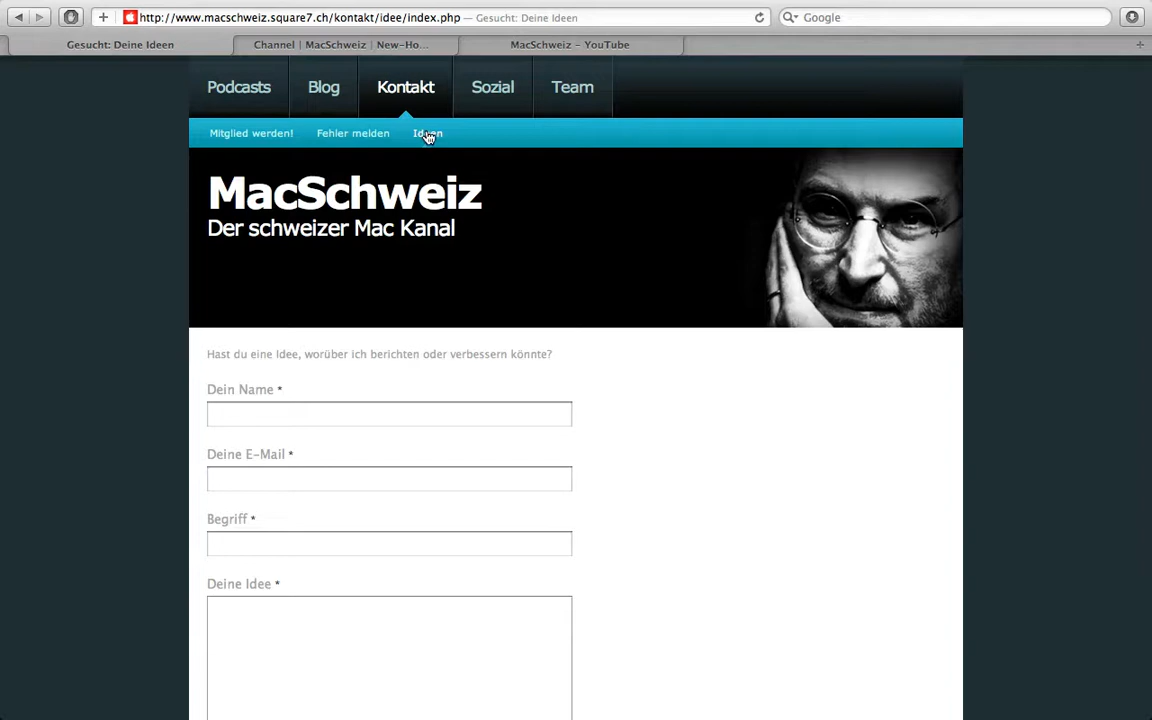 http://www.macschweiz.square7.ch/kontakt/idee/index.php — Gesucht: Deine Ideen
Google
Gesucht: Deine Ideen
Channel | MacSchweiz | New-Ho...
MacSchweiz – YouTube
Podcasts
Blog
Kontakt
Sozial
Team
Mitglied werden!
Fehler melden
Ideen
MacSchweiz
Der schweizer Mac Kanal
Hast du eine Idee, worüber ich berichten oder verbessern könnte?
Dein Name *
Deine E-Mail *
Begriff *
Deine Idee *